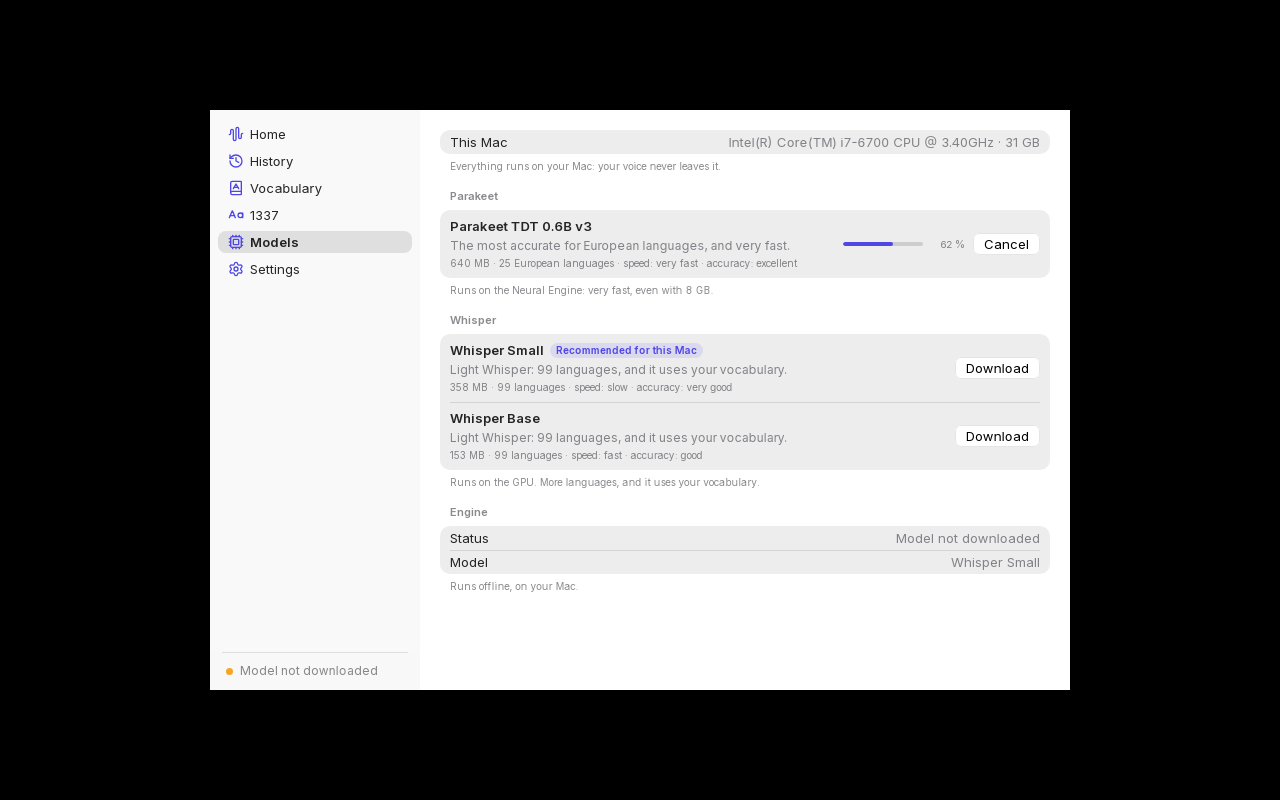 Home
History
Vocabulary
1337
Models
Settings
Model not downloaded
This Mac
Intel(R) Core(TM) i7-6700 CPU @ 3.40GHz · 31 GB
Everything runs on your Mac: your voice never leaves it.
Parakeet
Parakeet TDT 0.6B v3
The most accurate for European languages, and very fast.
640 MB · 25 European languages · speed: very fast · accuracy: excellent
62 %
Cancel
Runs on the Neural Engine: very fast, even with 8 GB.
Whisper
Whisper Small
Recommended for this Mac
Light Whisper: 99 languages, and it uses your vocabulary.
358 MB · 99 languages · speed: slow · accuracy: very good
Download
Whisper Base
Light Whisper: 99 languages, and it uses your vocabulary.
153 MB · 99 languages · speed: fast · accuracy: good
Download
Runs on the GPU. More languages, and it uses your vocabulary.
Engine
Status
Model not downloaded
Model
Whisper Small
Runs offline, on your Mac.